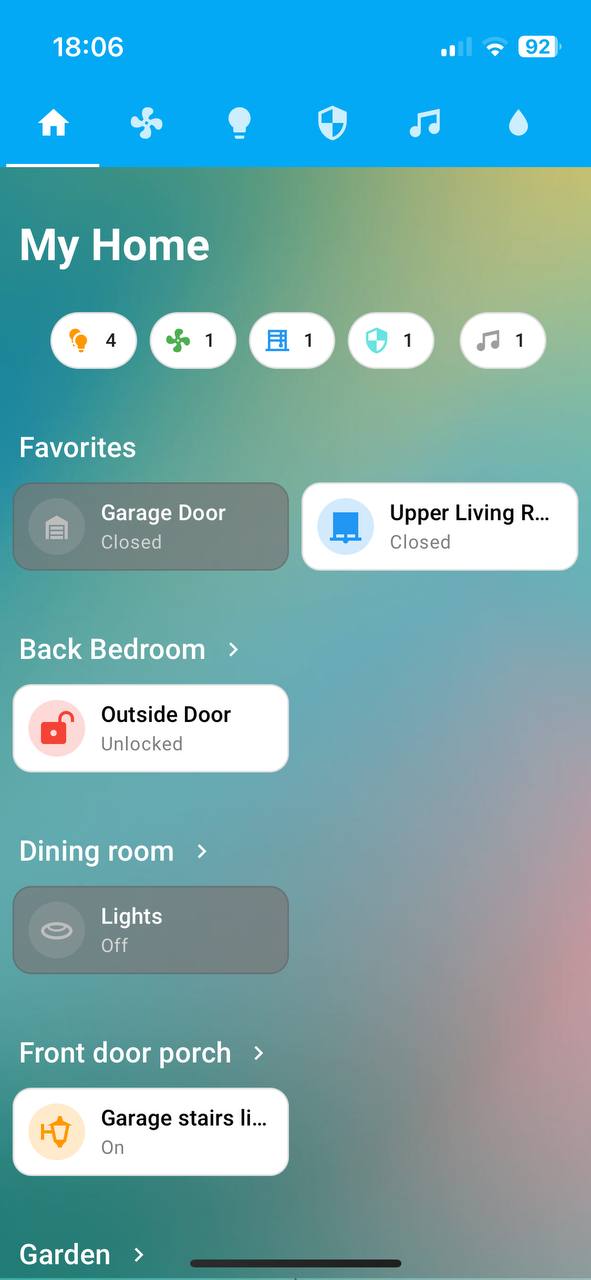 18:06
92
My Home
4
1
1
1
1
Favorites
Garage Door
Closed
Upper Living R...
Closed
Back Bedroom
Outside Door
Unlocked
Dining room
Lights
Off
Front door porch
Garage stairs li...
On
Garden